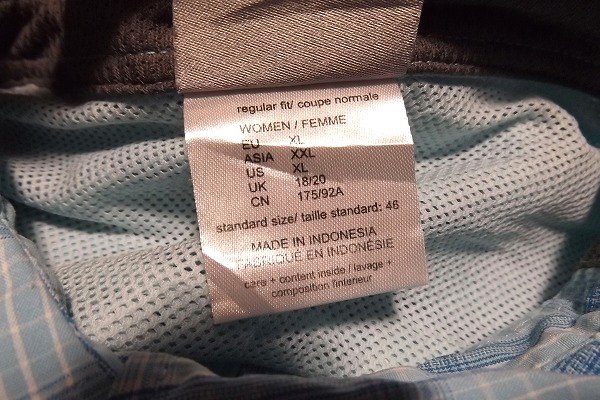 regular fit/ coupe normale
WOMEN / FEMME
EU XL
ASIA XXL
US XL
UK 18/20
CN 175/92A
standard size/ taille standard: 46
MADE IN INDONESIA
FABRIQUÉ EN INDONÉSIE
care + content inside / lavage +
composition l'intérieur